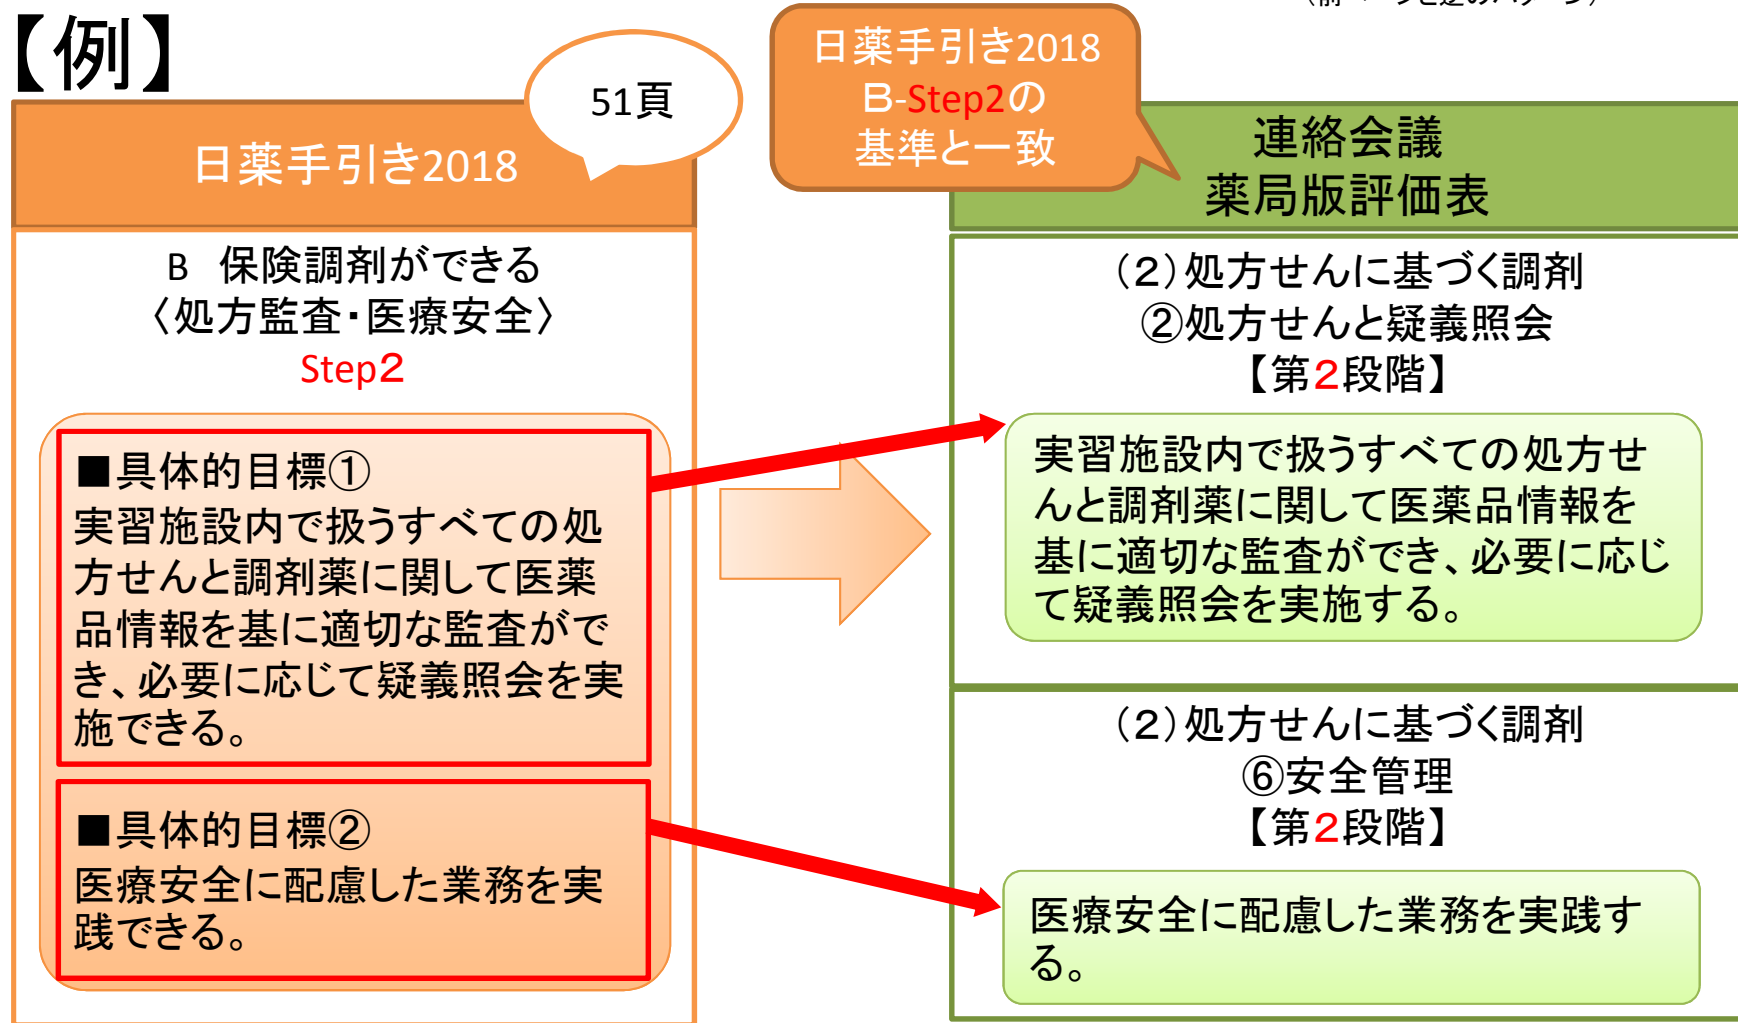 【例】
51頁
日薬手引き2018
B-Step2の
基準と一致
日薬手引き2018
B 保険調剤ができる
〈処方監査・医療安全〉
Step2
■具体的目標①
実習施設内で扱うすべての処
方せんと調剤薬に関して医薬
品情報を基に適切な監査がで
き、必要に応じて疑義照会を実
施できる。
■具体的目標②
医療安全に配慮した業務を実
践できる。
連絡会議
薬局版評価表
（2）処方せんに基づく調剤
②処方せんと疑義照会
【第2段階】
実習施設内で扱うすべての処方せ
んと調剤薬に関して医薬品情報を
基に適切な監査ができ、必要に応じ
て疑義照会を実施する。
（2）処方せんに基づく調剤
⑥安全管理
【第2段階】
医療安全に配慮した業務を実践す
る。